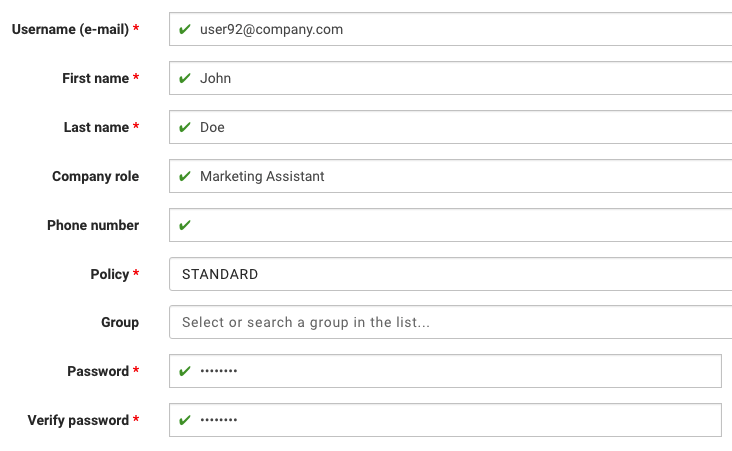 Username (e-mail) * ✔ user92@company.com
First name * ✔ John
Last name * ✔ Doe
Company role ✔ Marketing Assistant
Phone number ✔
Policy * STANDARD
Group Select or search a group in the list...
Password * ✔ ••••••••
Verify password * ✔ ••••••••